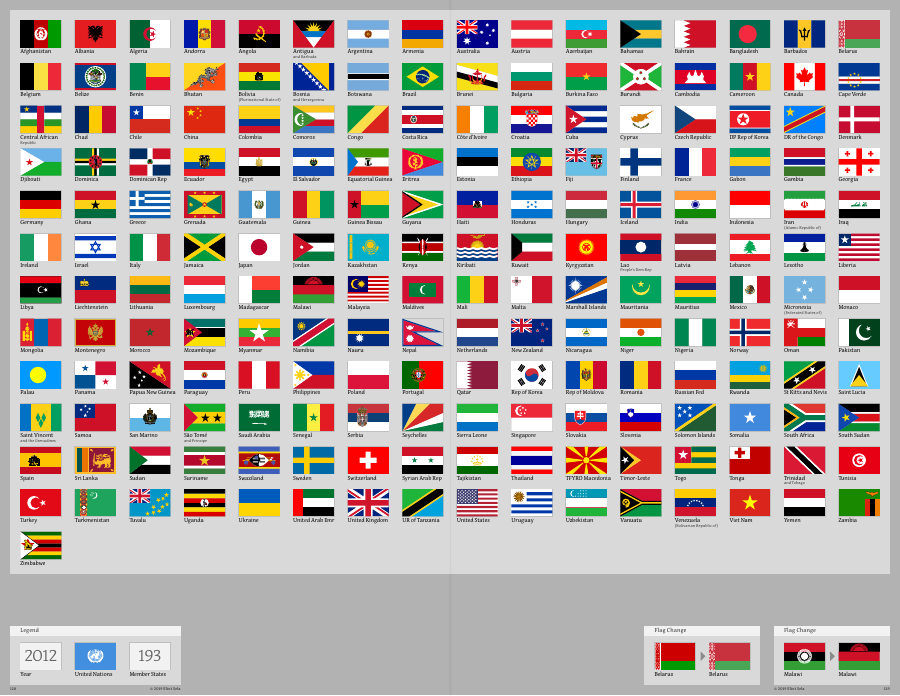 Afghanistan Albania Algeria Andorra Angola Antigua Argentina Armenia Australia Austria Azerbaijan Bahamas Bahrain Bangladesh Barbados Belarus
and Barbuda
Belgium Belize Benin Bhutan Bolivia Bosnia Botswana Brazil Brunei Bulgaria Burkina Faso Burundi Cambodia Cameroon Canada Cape Verde
(Plurinational State of) and Herzegovina
Central African Chad Chile China Colombia Comoros Congo Costa Rica Côte d'Ivoire Croatia Cuba Cyprus Czech Republic DP Rep of Korea DR of the Congo Denmark
Republic
Djibouti Dominica Dominican Rep Ecuador Egypt El Salvador Equatorial Guinea Eritrea Estonia Ethiopia Fiji Finland France Gabon Gambia Georgia
Germany Ghana Greece Grenada Guatemala Guinea Guinea Bissau Guyana Haiti Honduras Hungary Iceland India Indonesia Iran Iraq
(Islamic Republic of)
Ireland Israel Italy Jamaica Japan Jordan Kazakhstan Kenya Kiribati Kuwait Kyrgyzstan Lao Latvia Lebanon Lesotho Liberia
People's Dem Rep
Libya Liechtenstein Lithuania Luxembourg Madagascar Malawi Malaysia Maldives Mali Malta Marshall Islands Mauritania Mauritius Mexico Micronesia Monaco
(Federated States of)
Mongolia Montenegro Morocco Mozambique Myanmar Namibia Nauru Nepal Netherlands New Zealand Nicaragua Niger Nigeria Norway Oman Pakistan
Palau Panama Papua New Guinea Paraguay Peru Philippines Poland Portugal Qatar Rep of Korea Rep of Moldova Romania Russian Fed Rwanda St Kitts and Nevis Saint Lucia
Saint Vincent Samoa San Marino São Tomé Saudi Arabia Senegal Serbia Seychelles Sierra Leone Singapore Slovakia Slovenia Solomon Islands Somalia South Africa South Sudan
and the Grenadines and Principe
Spain Sri Lanka Sudan Suriname Swaziland Sweden Switzerland Syrian Arab Rep Tajikistan Thailand TFYRO Macedonia Timor-Leste Togo Tonga Trinidad Tunisia
and Tobago
Turkey Turkmenistan Tuvalu Uganda Ukraine United Arab Emr United Kingdom UR of Tanzania United States Uruguay Uzbekistan Vanuatu Venezuela Viet Nam Yemen Zambia
(Bolivarian Republic of)
Zimbabwe
Legend
2012 193
Year United Nations Member States
Flag Change
Belarus Belarus
Flag Change
Malawi Malawi